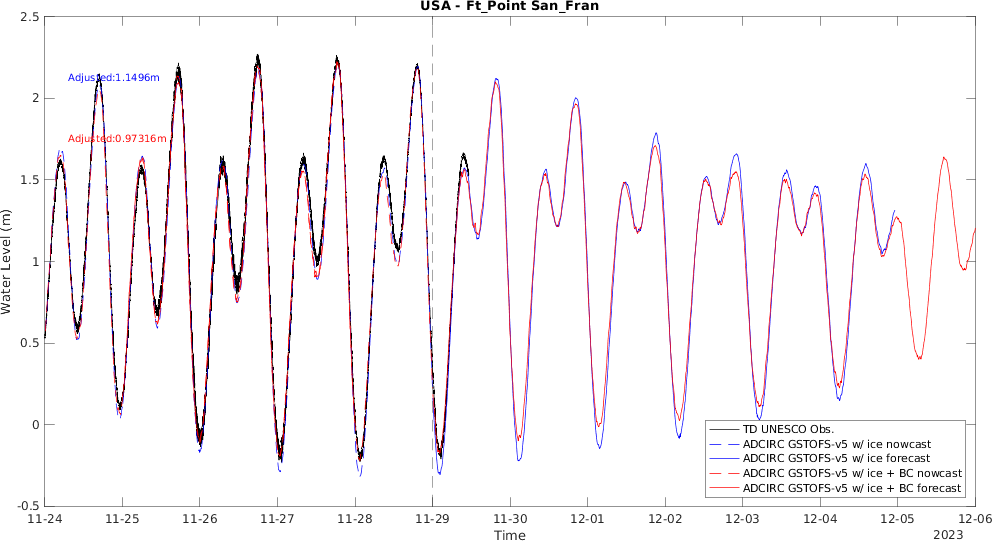 USA - Ft_Point San_Fran
2.5
2
1.5
1
0.5
0
-0.5
Water Level (m)
Adjusted:1.1496m
Adjusted:0.97316m
TD UNESCO Obs.
ADCIRC GSTOFS-v5 w/ ice nowcast
ADCIRC GSTOFS-v5 w/ ice forecast
ADCIRC GSTOFS-v5 w/ ice + BC nowcast
ADCIRC GSTOFS-v5 w/ ice + BC forecast
11-24 11-25 11-26 11-27 11-28 11-29 11-30 12-01 12-02 12-03 12-04 12-05 12-06
Time
2023